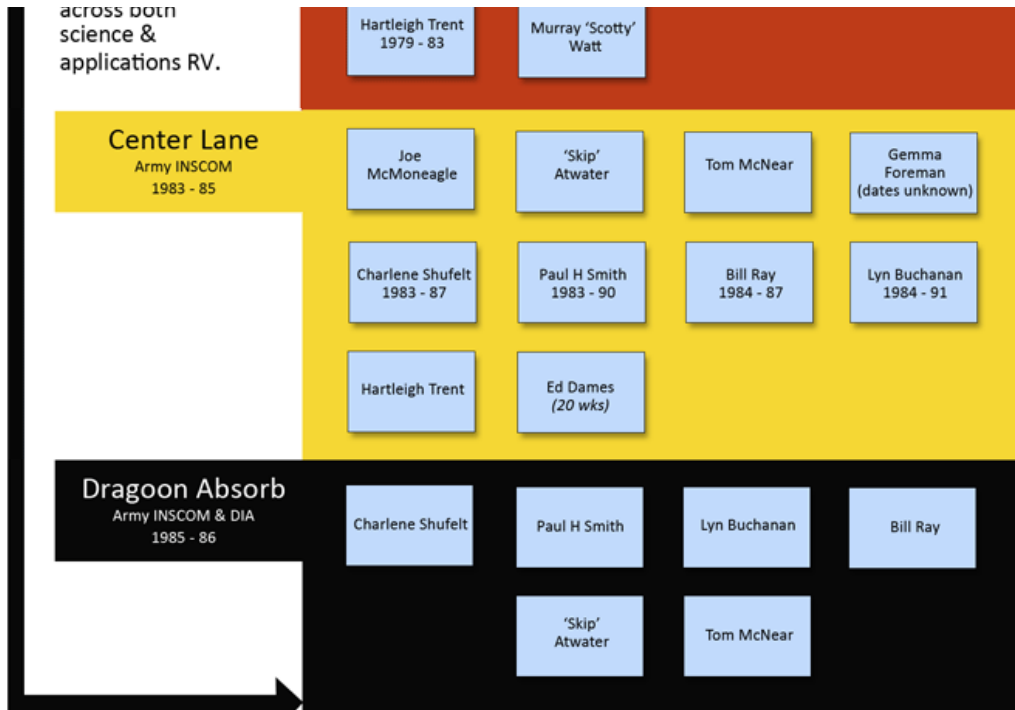 across both
science &
applications RV.
Hartleigh Trent
1979 - 83
Murray ‘Scotty’
Watt
Center Lane
Army INSCOM
1983 - 85
Joe
McMoneagle
‘Skip’
Atwater
Tom McNear
Gemma
Foreman
(dates unknown)
Charlene Shufelt
1983 - 87
Paul H Smith
1983 - 90
Bill Ray
1984 - 87
Lyn Buchanan
1984 - 91
Hartleigh Trent
Ed Dames
(20 wks)
Dragoon Absorb
Army INSCOM & DIA
1985 - 86
Charlene Shufelt
Paul H Smith
Lyn Buchanan
Bill Ray
‘Skip’
Atwater
Tom McNear